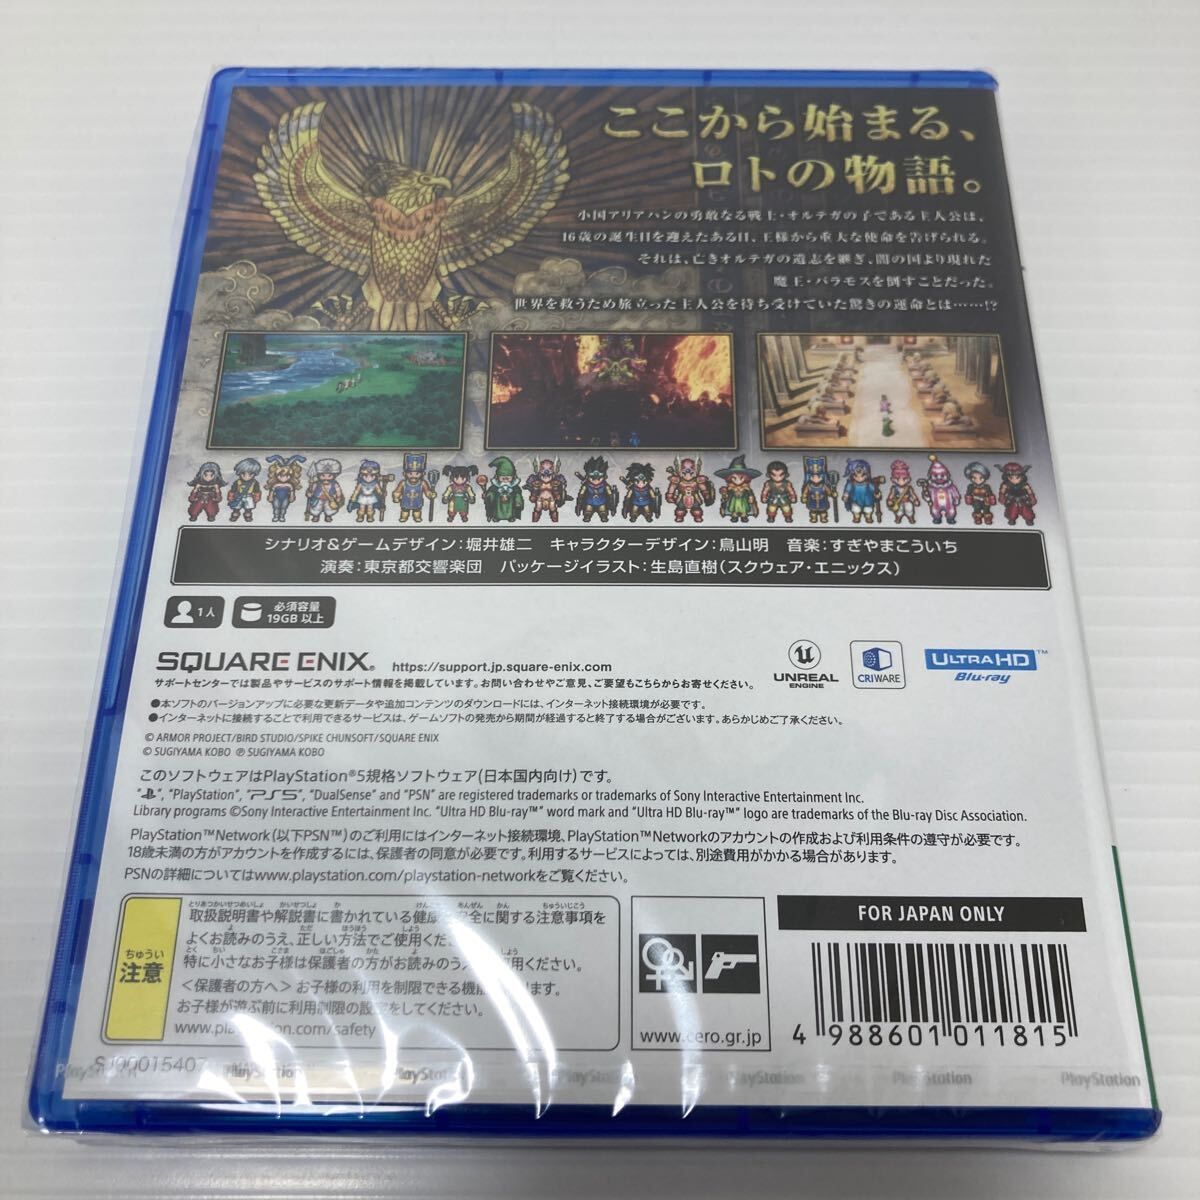 ここから始まる、
ロトの物語。
小国アリアハンの勇敢なる戦士・オルテガの子である主人公は、
16歳の誕生日を迎えたある日、王様から重大な使命を告げられる。
それは、亡きオルテガの遺志を継ぎ、闇の国より現れた
魔王・バラモスを倒すことだった。
世界を救うため旅立った主人公を待ち受けていた驚きの運命とは……!?
シナリオ&ゲームデザイン:堀井雄二 キャラクターデザイン:鳥山明 音楽:すぎやまこういち
演奏:東京都交響楽団 パッケージイラスト:生島直樹(スクウェア・エニックス)
1人
必須容量
19GB 以上
SQUARE ENIX.
https://support.jp.square-enix.com
UNREAL
ENGINE
CRIWARE
ULTRA HD
Blu-ray™
サポートセンターでは製品やサービスのサポート情報を掲載しています。お問い合わせやご意見、ご要望もこちらからお寄せください。
●本ソフトのバージョンアップに必要な更新データや追加コンテンツのダウンロードには、インターネット接続環境が必要です。
●インターネットに接続することで利用できるサービスは、ゲームソフトの発売から期間が経過すると終了する場合がございます。あらかじめご了承ください。
© ARMOR PROJECT/BIRD STUDIO/SPIKE CHUNSOFT/SQUARE ENIX
© SUGIYAMA KOBO ℗ SUGIYAMA KOBO
このソフトウェアはPlayStation®5規格ソフトウェア(日本国内向け)です。
" ", "PlayStation", "PS5", "DualSense" and "PSN" are registered trademarks or trademarks of Sony Interactive Entertainment Inc.
Library programs ©Sony Interactive Entertainment Inc. "Ultra HD Blu-ray™" word mark and "Ultra HD Blu-ray™" logo are trademarks of the Blu-ray Disc Association.
PlayStation™Network(以下PSN™)のご利用にはインターネット接続環境、PlayStation™Networkのアカウントの作成および利用条件の遵守が必要です。
18歳未満の方がアカウントを作成するには、保護者の同意が必要です。利用するサービスによっては、別途費用がかかる場合があります。
PSNの詳細についてはwww.playstation.com/playstation-networkをご覧ください。
ちゅうい
注意
取扱説明書や解説書に書かれている健康と安全に関する注意事項を
よくお読みのうえ、正しい方法でご使用くださ
特に小さなお子様は保護者の方がお読みのうえ 用ください。
<保護者の方へ> お子様の利用を制限できる機能 ます。
お子様が遊ぶ前に利用制限の設定をしてください。
www.playstation.com/safety
www.cero.gr.jp
FOR JAPAN ONLY
4 988601 011815
SJ00015407
PlayStation PlayStation PlayStation PlayStation PlayStation PlayStation PlayStation